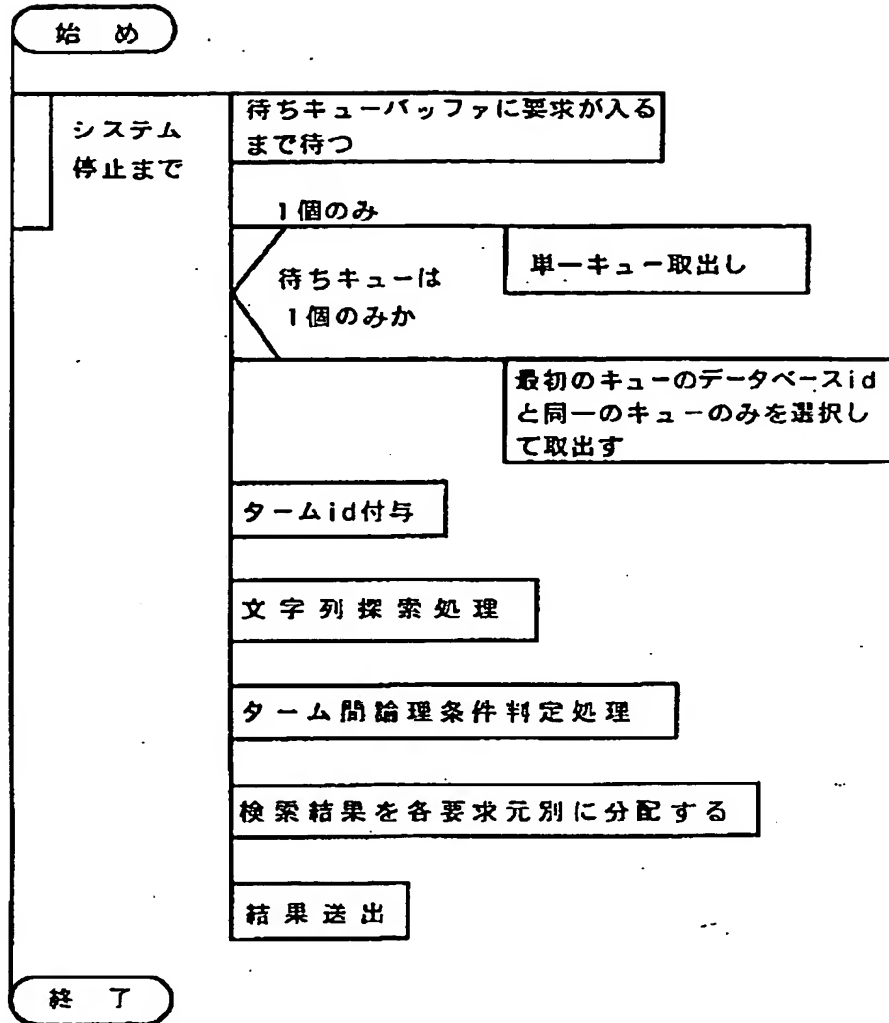 始 め
システム
停止まで
待ちキューバッファに要求が入る
まで待つ
1個のみ
待ちキューは
1個のみか
単一キュー取出し
最初のキューのデータベースid
と同一のキューのみを選択し
て取出す
タームid付与
文字列探索処理
ターム間論理条件判定処理
検索結果を各要求元別に分配する
結果送出
終 了